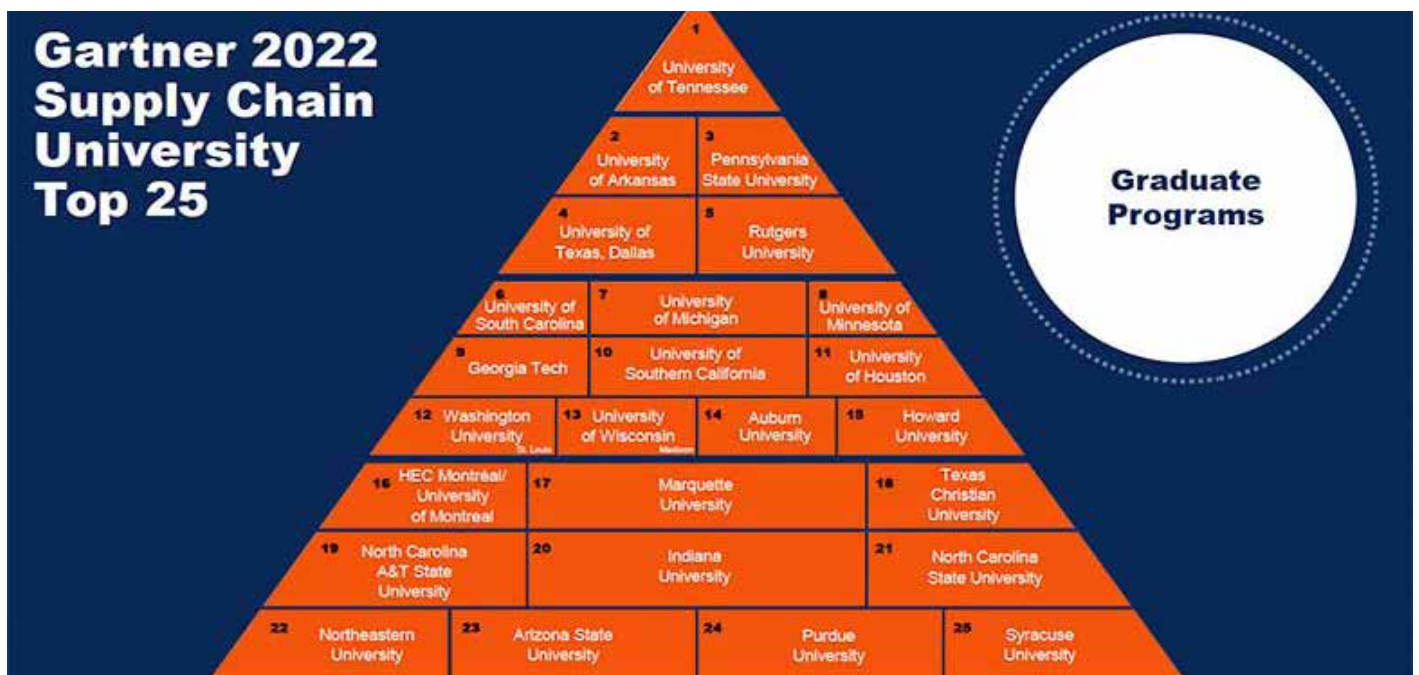 Gartner 2022
Supply Chain
University
Top 25
Graduate
Programs
1
University
of Tennessee
2
University
of Arkansas
3
Pennsylvania
State University
4
University of
Texas, Dallas
5
Rutgers
University
6
University of
South Carolina
7
University
of Michigan
8
University of
Minnesota
9
Georgia Tech
10
University of
Southern California
11
University
of Houston
12
Washington
University
St. Louis
13
University
of Wisconsin
Madison
14
Auburn
University
15
Howard
University
16
HEC Montréal/
University
of Montreal
17
Marquette
University
18
Texas
Christian
University
19
North Carolina
A&T State
University
20
Indiana
University
21
North Carolina
State University
22
Northeastern
University
23
Arizona State
University
24
Purdue
University
25
Syracuse
University